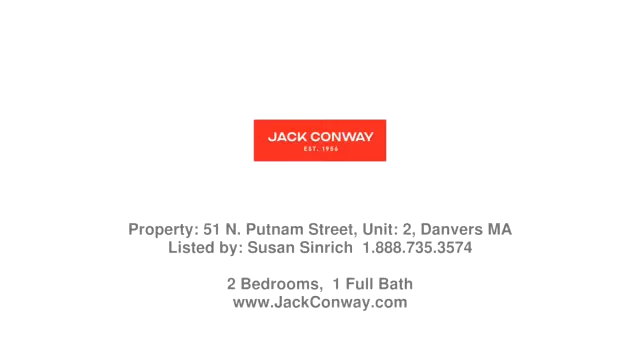 JACK CONWAY
EST. 1956
Property: 51 N. Putnam Street, Unit: 2, Danvers MA
Listed by: Susan Sinrich  1.888.735.3574
2 Bedrooms,  1 Full Bath
www.JackConway.com